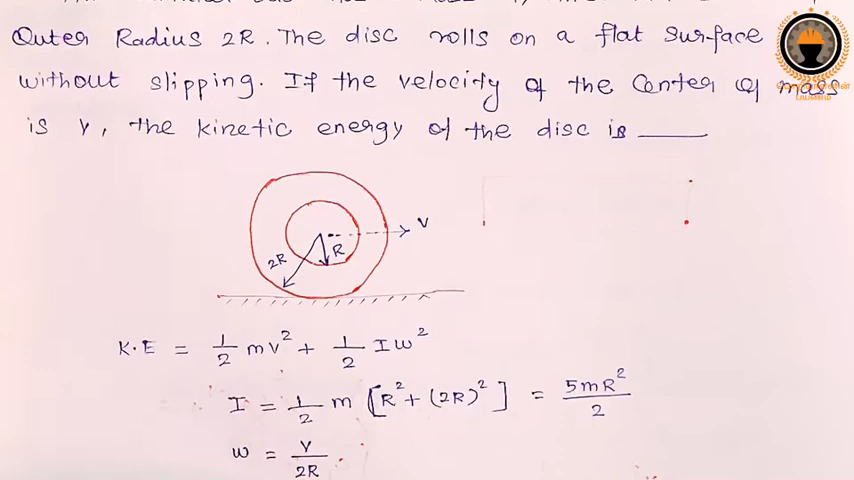 Outer Radius 2R. The disc rolls on a flat surface
without slipping. If the velocity of the Center of mass
is V, the kinetic energy of the disc is ______
V
2R
R
K.E = 1/2 mv² + 1/2 Iω²
I = 1/2 m [R² + (2R)²] = 5mR²/2
ω = V/2R